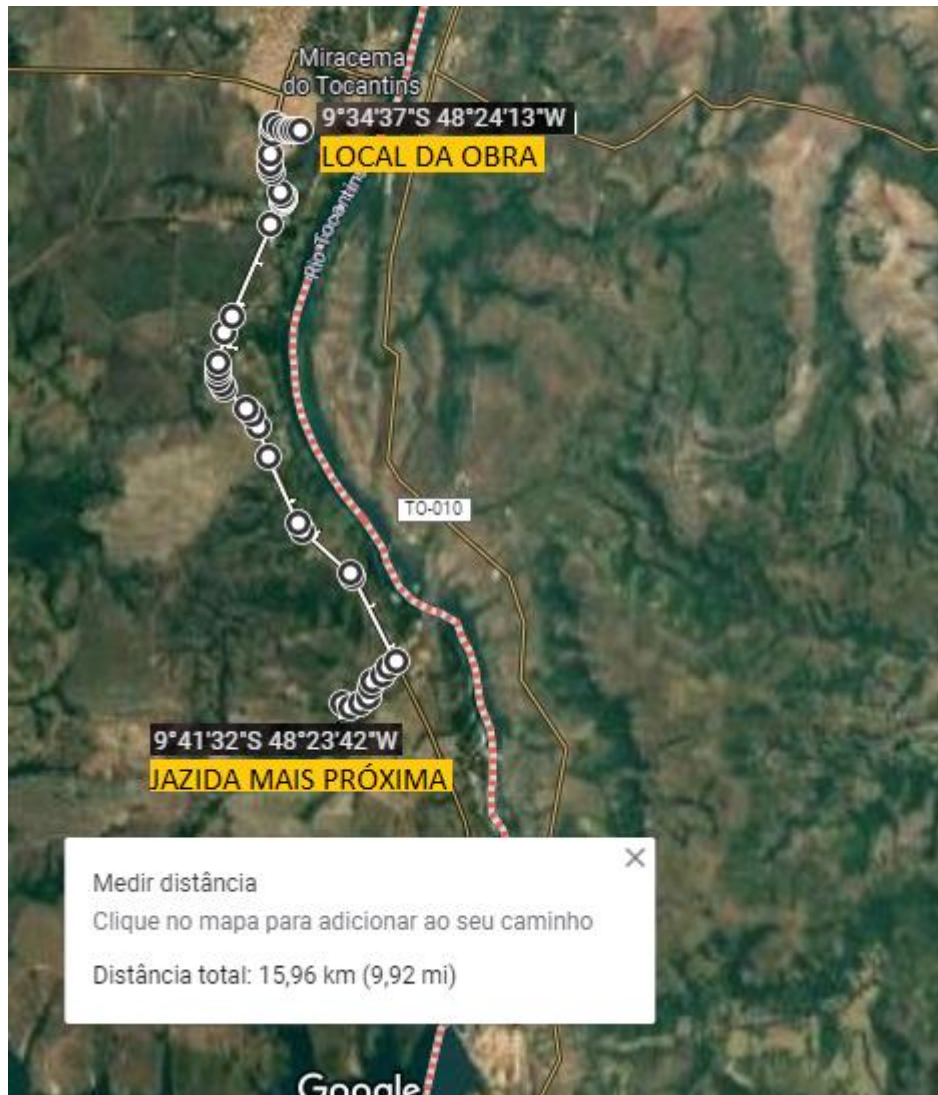 Miracema
do Tocantins
9°34'37"S 48°24'13"W
LOCAL DA OBRA
Rio Tocantins
TO-010
9°41'32"S 48°23'42"W
JAZIDA MAIS PRÓXIMA
Medir distância
Clique no mapa para adicionar ao seu caminho
Distância total: 15,96 km (9,92 mi)
Google